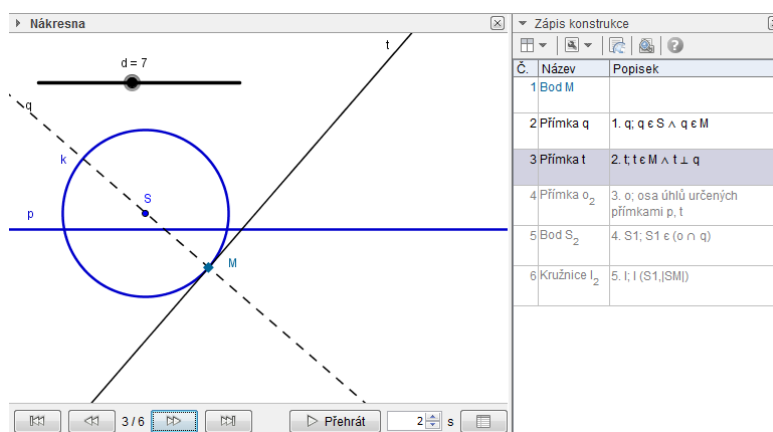 Nákresna
Zápis konstrukce
t
d = 7
q
k
S
p
M
Č. Název Popisek
1 Bod M
2 Přímka q 1. q; q ϵ S ∧ q ϵ M
3 Přímka t 2. t; t ϵ M ∧ t ⊥ q
4 Přímka o₂ 3. o; osa úhlů určených
přímkami p, t
5 Bod S₂ 4. S1; S1 ϵ (o ∩ q)
6 Kružnice l₂ 5. l; l (S1,|SM|)
3 / 6
Přehrát
2 s